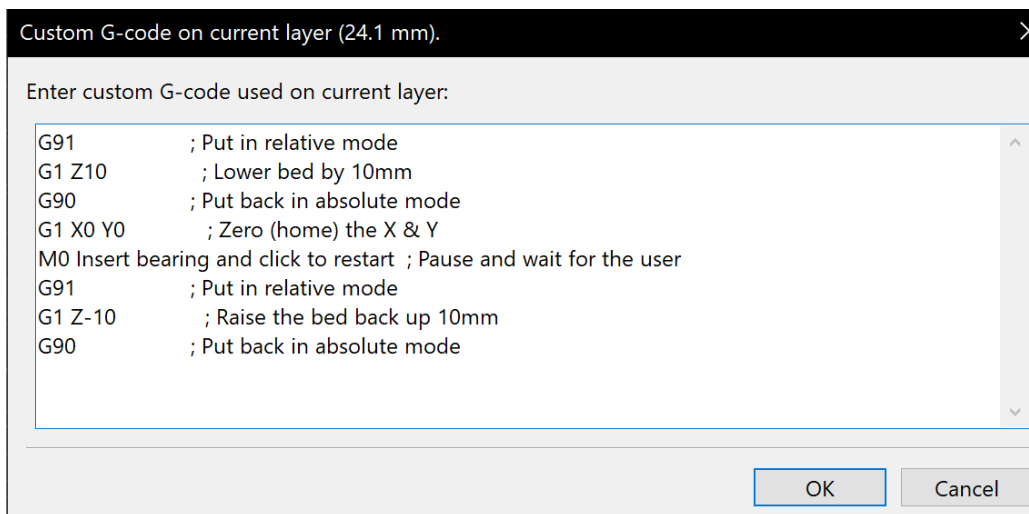 Custom G-code on current layer (24.1 mm).
Enter custom G-code used on current layer:
G91 ; Put in relative mode
G1 Z10 ; Lower bed by 10mm
G90 ; Put back in absolute mode
G1 X0 Y0 ; Zero (home) the X & Y
M0 Insert bearing and click to restart ; Pause and wait for the user
G91 ; Put in relative mode
G1 Z-10 ; Raise the bed back up 10mm
G90 ; Put back in absolute mode
OK Cancel